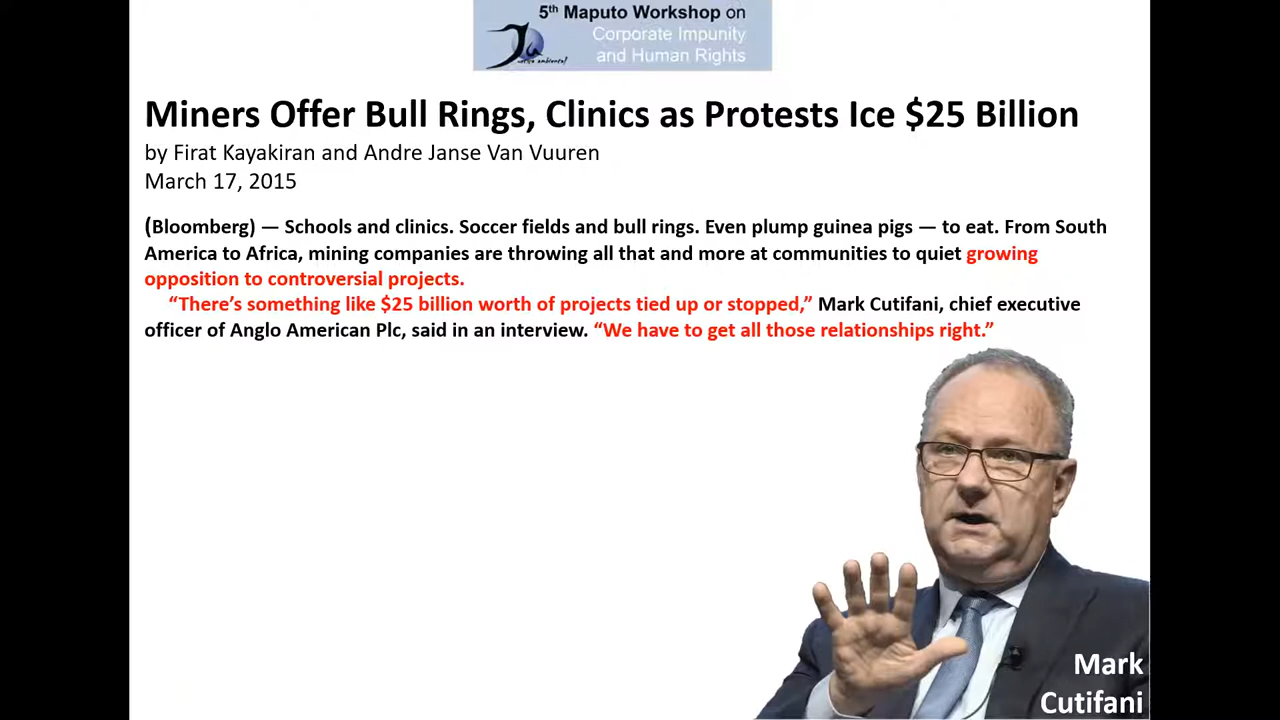 5th Maputo Workshop on
Corporate Impunity
and Human Rights
Miners Offer Bull Rings, Clinics as Protests Ice $25 Billion
by Firat Kayakiran and Andre Janse Van Vuuren
March 17, 2015
(Bloomberg) — Schools and clinics. Soccer fields and bull rings. Even plump guinea pigs — to eat. From South
America to Africa, mining companies are throwing all that and more at communities to quiet growing
opposition to controversial projects.
“There’s something like $25 billion worth of projects tied up or stopped,” Mark Cutifani, chief executive
officer of Anglo American Plc, said in an interview. “We have to get all those relationships right.”
Mark
Cutifani